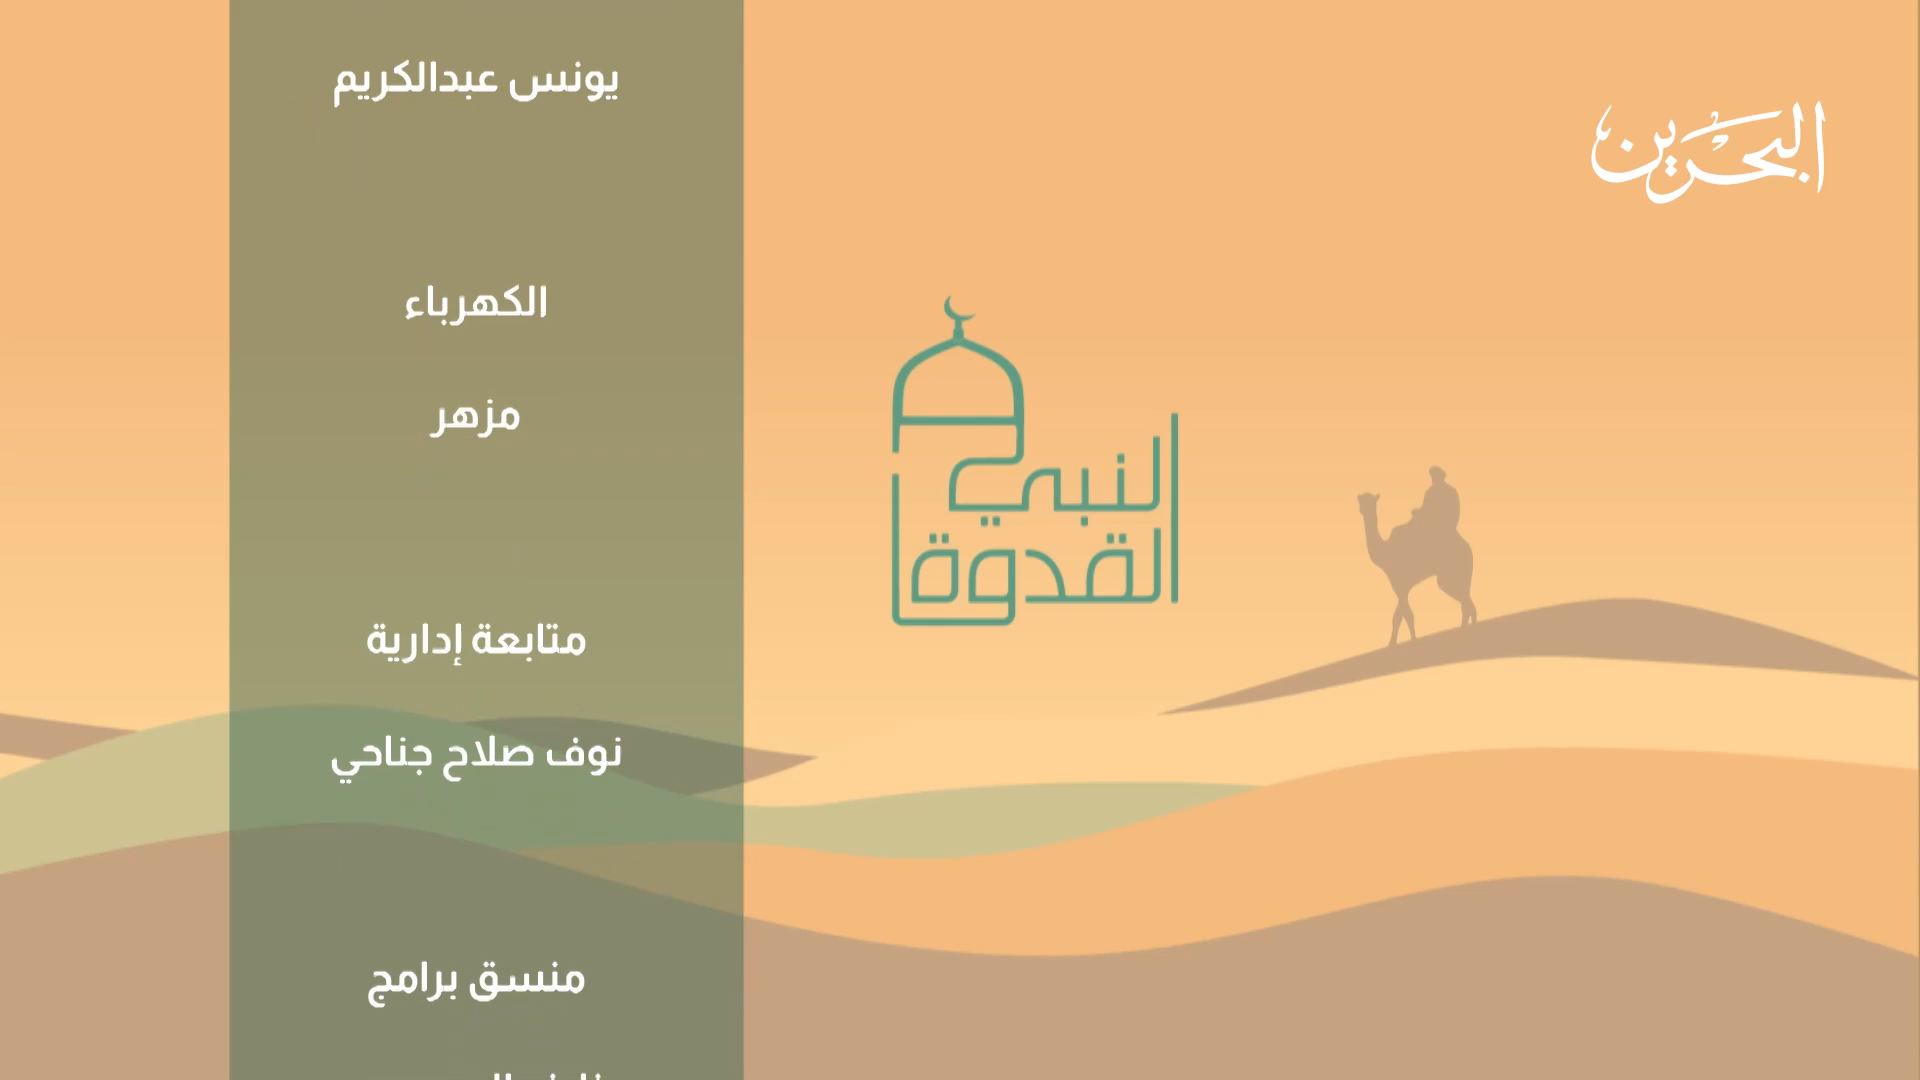 يونس عبدالكريم
الكهرباء
مزهر
متابعة إدارية
نوف صلاح جناحي
منسق برامج
البحرين
النبي
القدوة